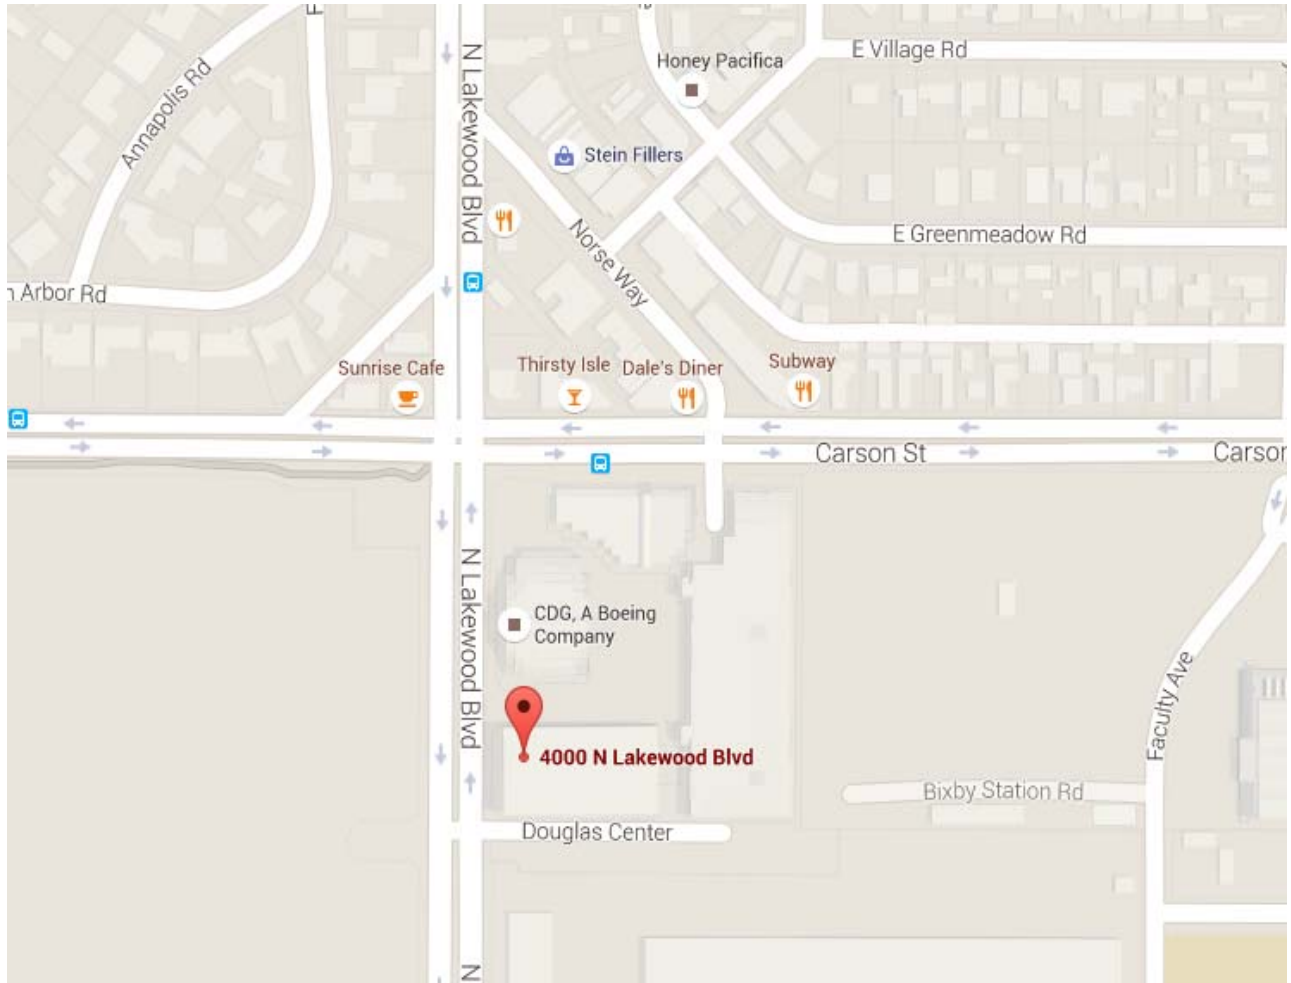 F
Annapolis Rd
N Lakewood Blvd
Honey Pacifica
E Village Rd
Stein Fillers
Norse Way
E Greenmeadow Rd
n Arbor Rd
Sunrise Cafe
Thirsty Isle
Dale's Diner
Subway
Carson St
Carson
N Lakewood Blvd
CDG, A Boeing
Company
Faculty Ave
4000 N Lakewood Blvd
Bixby Station Rd
Douglas Center
N